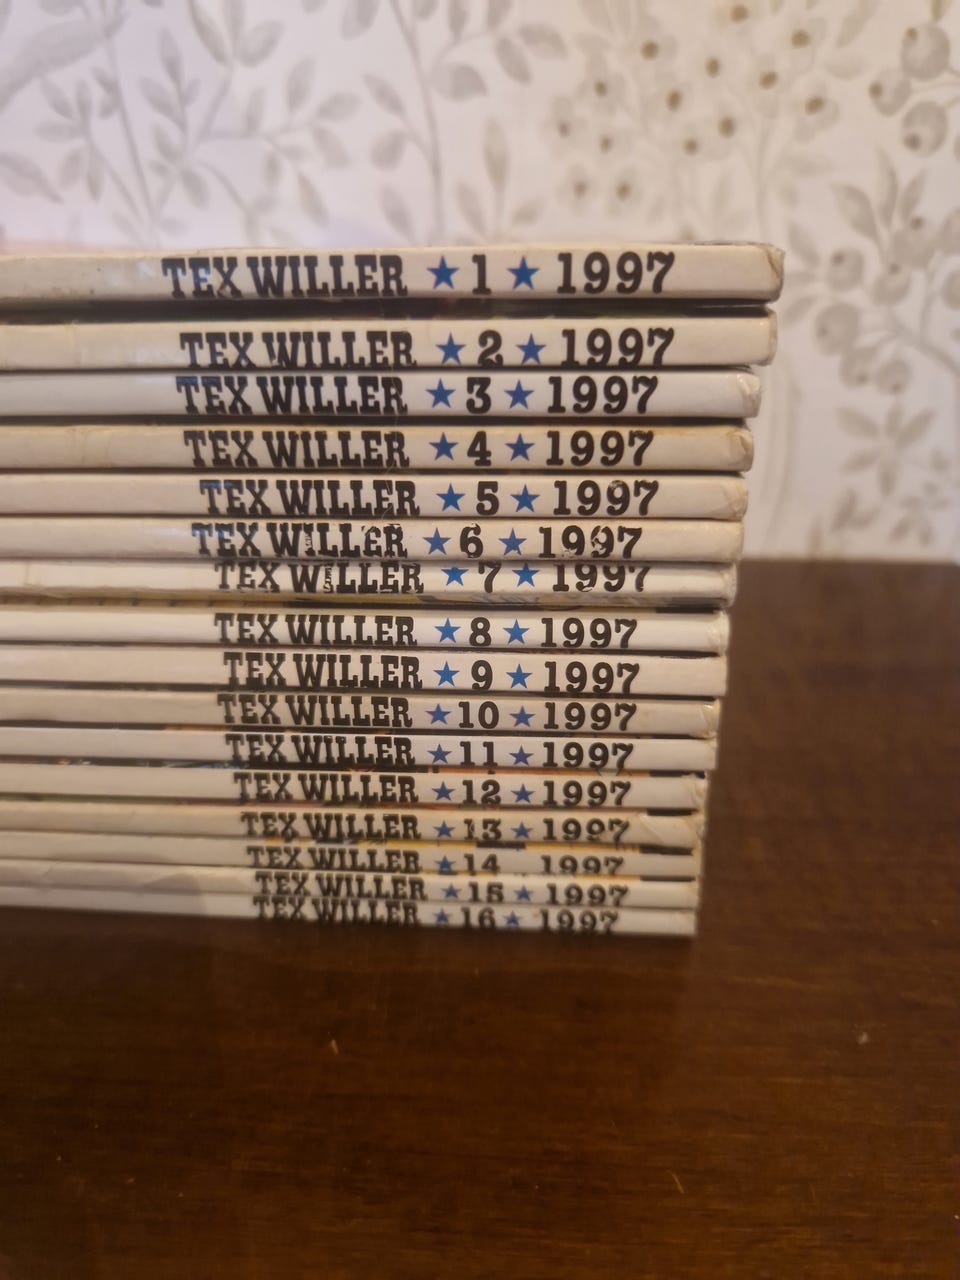 TEX WILLER ★ 1 ★ 1997
TEX WILLER ★ 2 ★ 1997
TEX WILLER ★ 3 ★ 1997
TEX WILLER ★ 4 ★ 1997
TEX WILLER ★ 5 ★ 1997
TEX WILLER ★ 6 ★ 1997
TEX WILLER ★ 7 ★ 1997
TEX WILLER ★ 8 ★ 1997
TEX WILLER ★ 9 ★ 1997
TEX WILLER ★ 10 ★ 1997
TEX WILLER ★ 11 ★ 1997
TEX WILLER ★ 12 ★ 1997
TEX WILLER ★ 13 ★ 1997
TEX WILLER ★ 14 1997
TEX WILLER ★ 15 ★ 1997
TEX WILLER ★ 16 ★ 1997